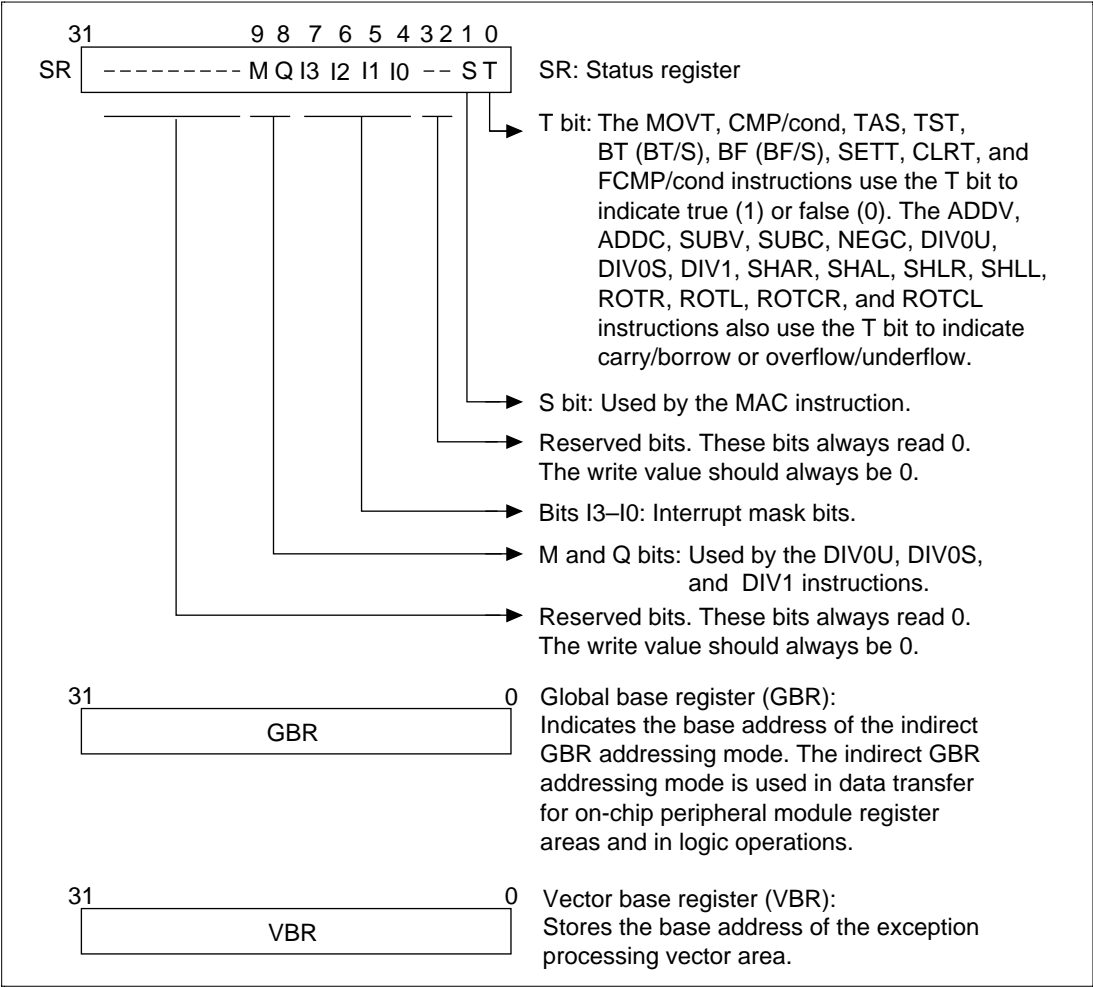 31 9 8 7 6 5 4 3 2 1 0
SR ---------- M Q I3 I2 I1 I0 -- S T SR: Status register
T bit: The MOVT, CMP/cond, TAS, TST,
BT (BT/S), BF (BF/S), SETT, CLRT, and
FCMP/cond instructions use the T bit to
indicate true (1) or false (0). The ADDV,
ADDC, SUBV, SUBC, NEGC, DIV0U,
DIV0S, DIV1, SHAR, SHAL, SHLR, SHLL,
ROTR, ROTL, ROTCR, and ROTCL
instructions also use the T bit to indicate
carry/borrow or overflow/underflow.
S bit: Used by the MAC instruction.
Reserved bits. These bits always read 0.
The write value should always be 0.
Bits I3–I0: Interrupt mask bits.
M and Q bits: Used by the DIV0U, DIV0S,
and DIV1 instructions.
Reserved bits. These bits always read 0.
The write value should always be 0.
31 0 Global base register (GBR):
GBR
Indicates the base address of the indirect
GBR addressing mode. The indirect GBR
addressing mode is used in data transfer
for on-chip peripheral module register
areas and in logic operations.
31 0 Vector base register (VBR):
VBR
Stores the base address of the exception
processing vector area.